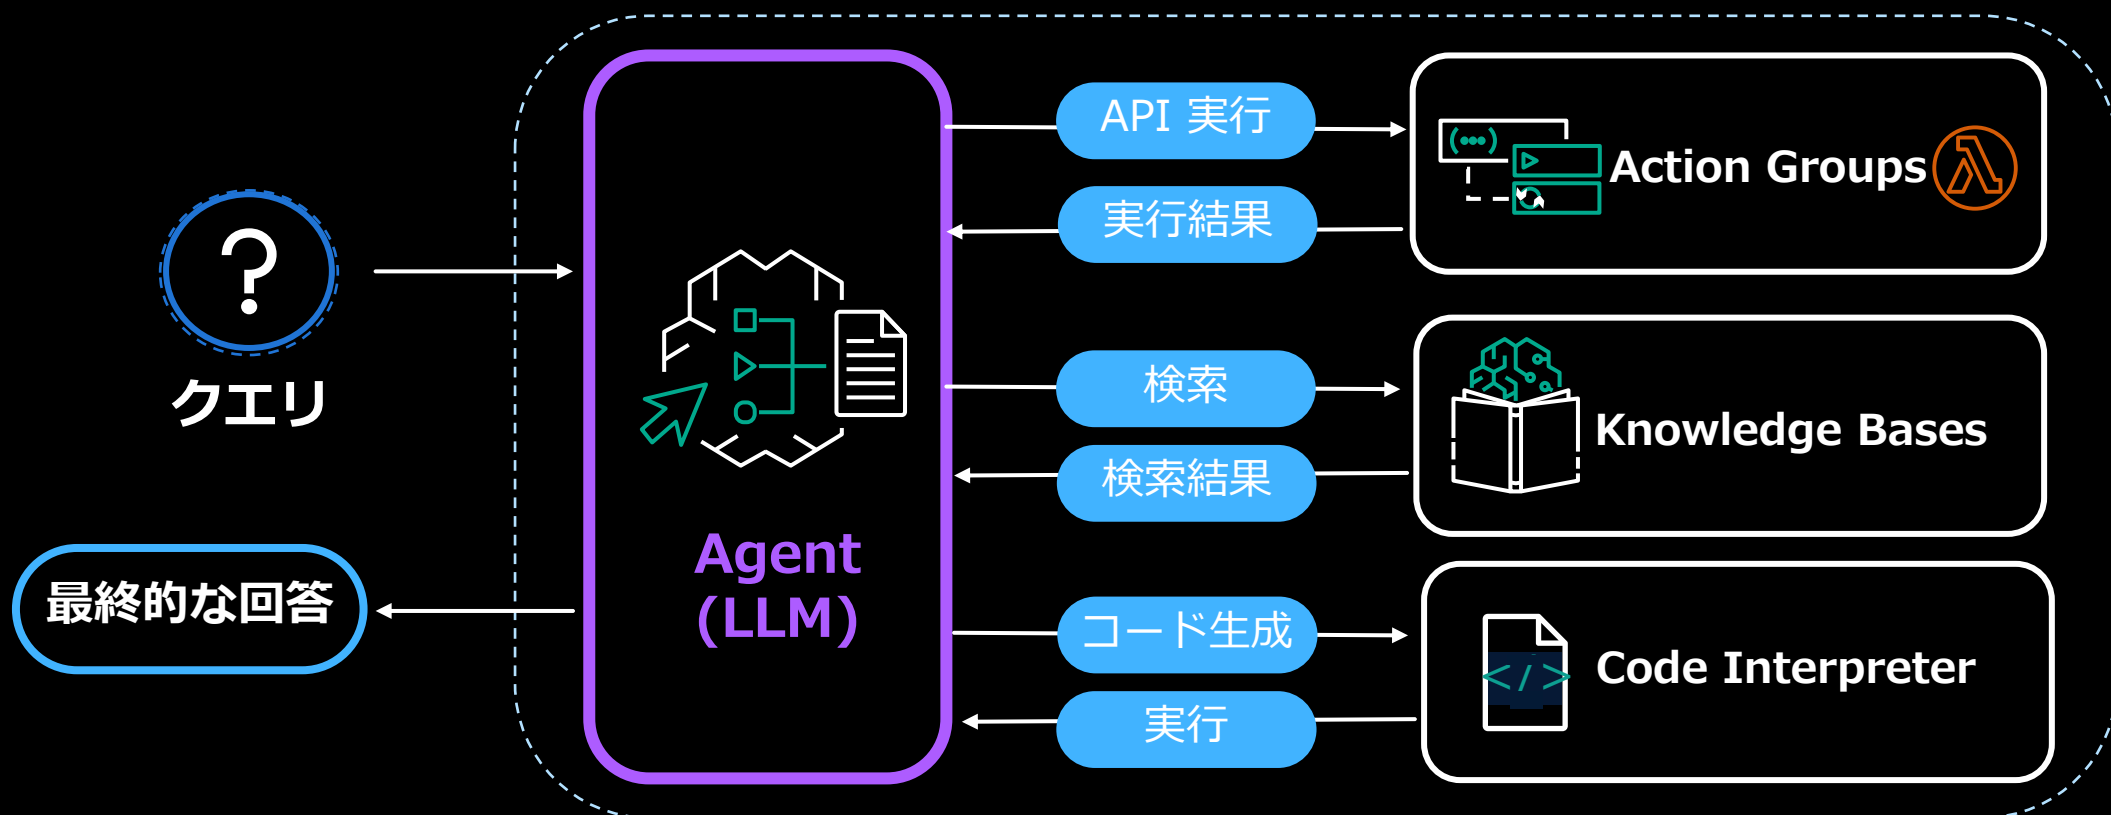 クエリ
最終的な回答
Agent
(LLM)
API 実行
実行結果
Action Groups
検索
検索結果
Knowledge Bases
コード生成
実行
Code Interpreter